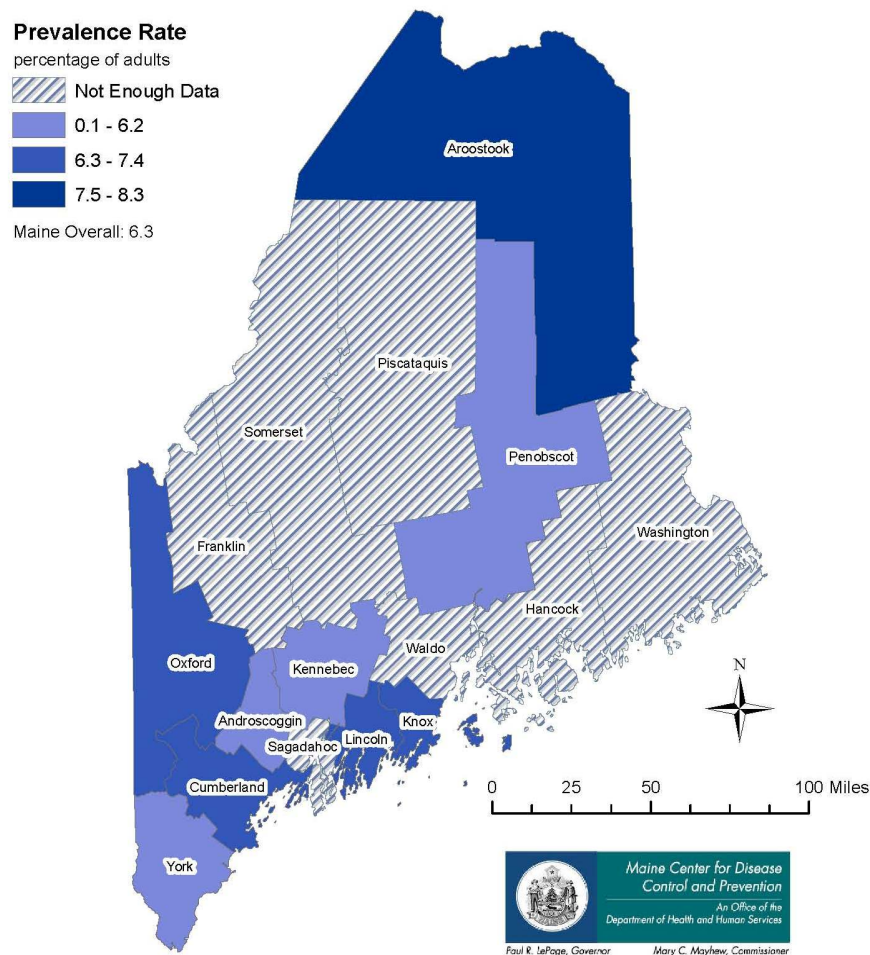 Prevalence Rate
percentage of adults
Not Enough Data
0.1 - 6.2
6.3 - 7.4
7.5 - 8.3
Maine Overall: 6.3
Aroostook
Piscataquis
Somerset
Penobscot
Washington
Franklin
Hancock
Waldo
Oxford
Kennebec
Androscoggin
Knox
Lincoln
Sagadahoc
Cumberland
York
N
0 25 50 100 Miles
Maine Center for Disease
Control and Prevention
An Office of the
Department of Health and Human Services
Paul R. LePage, Governor Mary C. Mayhew, Commissioner